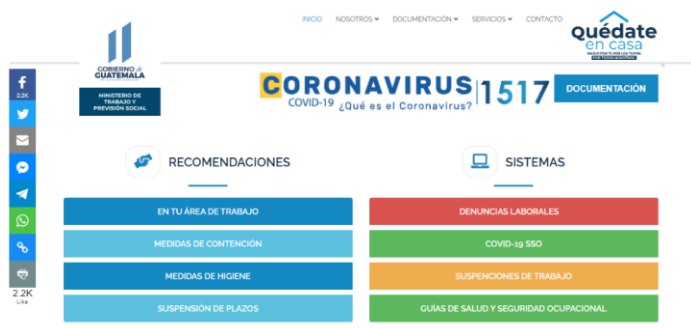 INICIO NOSOTROS DOCUMENTACIÓN SERVICIOS CONTACTO
Quédate
en casa
GOBIERNO de
GUATEMALA
MINISTERIO DE
TRABAJO Y
PREVISIÓN SOCIAL
CORONAVIRUS
COVID-19 ¿Qué es el Coronavirus?
1517
DOCUMENTACIÓN
2.2K
RECOMENDACIONES
EN TU ÁREA DE TRABAJO
MEDIDAS DE CONTENCIÓN
MEDIDAS DE HIGIENE
SUSPENSIÓN DE PLAZOS
SISTEMAS
DENUNCIAS LABORALES
COVID-19 SSO
SUSPENCIONES DE TRABAJO
GUÍAS DE SALUD Y SEGURIDAD OCUPACIONAL
2.2K
Like